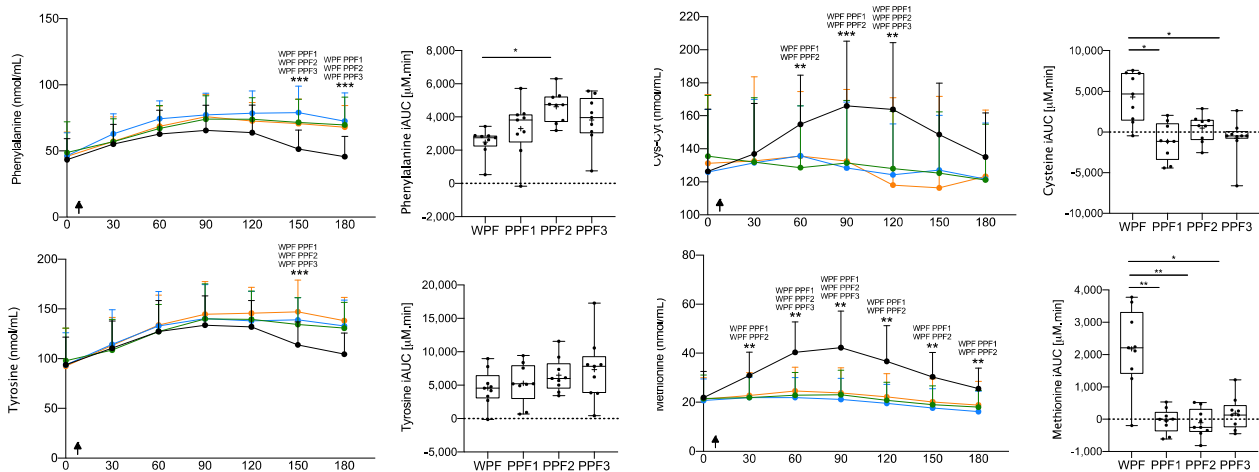 Phenylalanine (nmol/mL)
150
100
50
0
0 30 60 90 120 150 180
WPF PPF1
WPF PPF2
WPF PPF3
***
WPF PPF1
WPF PPF2
WPF PPF3
***
Phenylalanine iAUC [µM.min]
8,000
6,000
4,000
2,000
0
-2,000
*
WPF PPF1 PPF2 PPF3
Cys-Cyt (nmol/mL)
220
200
180
160
140
120
100
0 30 60 90 120 150 180
WPF PPF1
WPF PPF2
**
WPF PPF1
WPF PPF2
***
WPF PPF1
WPF PPF2
WPF PPF3
**
Cysteine iAUC [µM.min]
10,000
5,000
0
-5,000
-10,000
*
*
WPF PPF1 PPF2 PPF3
Tyrosine (nmol/mL)
200
150
100
50
0
0 30 60 90 120 150 180
WPF PPF1
WPF PPF2
WPF PPF3
***
Tyrosine iAUC [µM.min]
20,000
15,000
10,000
5,000
0
-5,000
WPF PPF1 PPF2 PPF3
Methionine (nmol/mL)
80
60
40
20
0
0 30 60 90 120 150 180
WPF PPF1
WPF PPF2
**
WPF PPF1
WPF PPF2
WPF PPF3
**
WPF PPF1
WPF PPF2
WPF PPF3
**
WPF PPF1
WPF PPF2
**
WPF PPF1
WPF PPF2
**
WPF PPF1
WPF PPF2
**
Methionine iAUC [µM.min]
4,000
3,000
2,000
1,000
0
-1,000
*
**
**
WPF PPF1 PPF2 PPF3